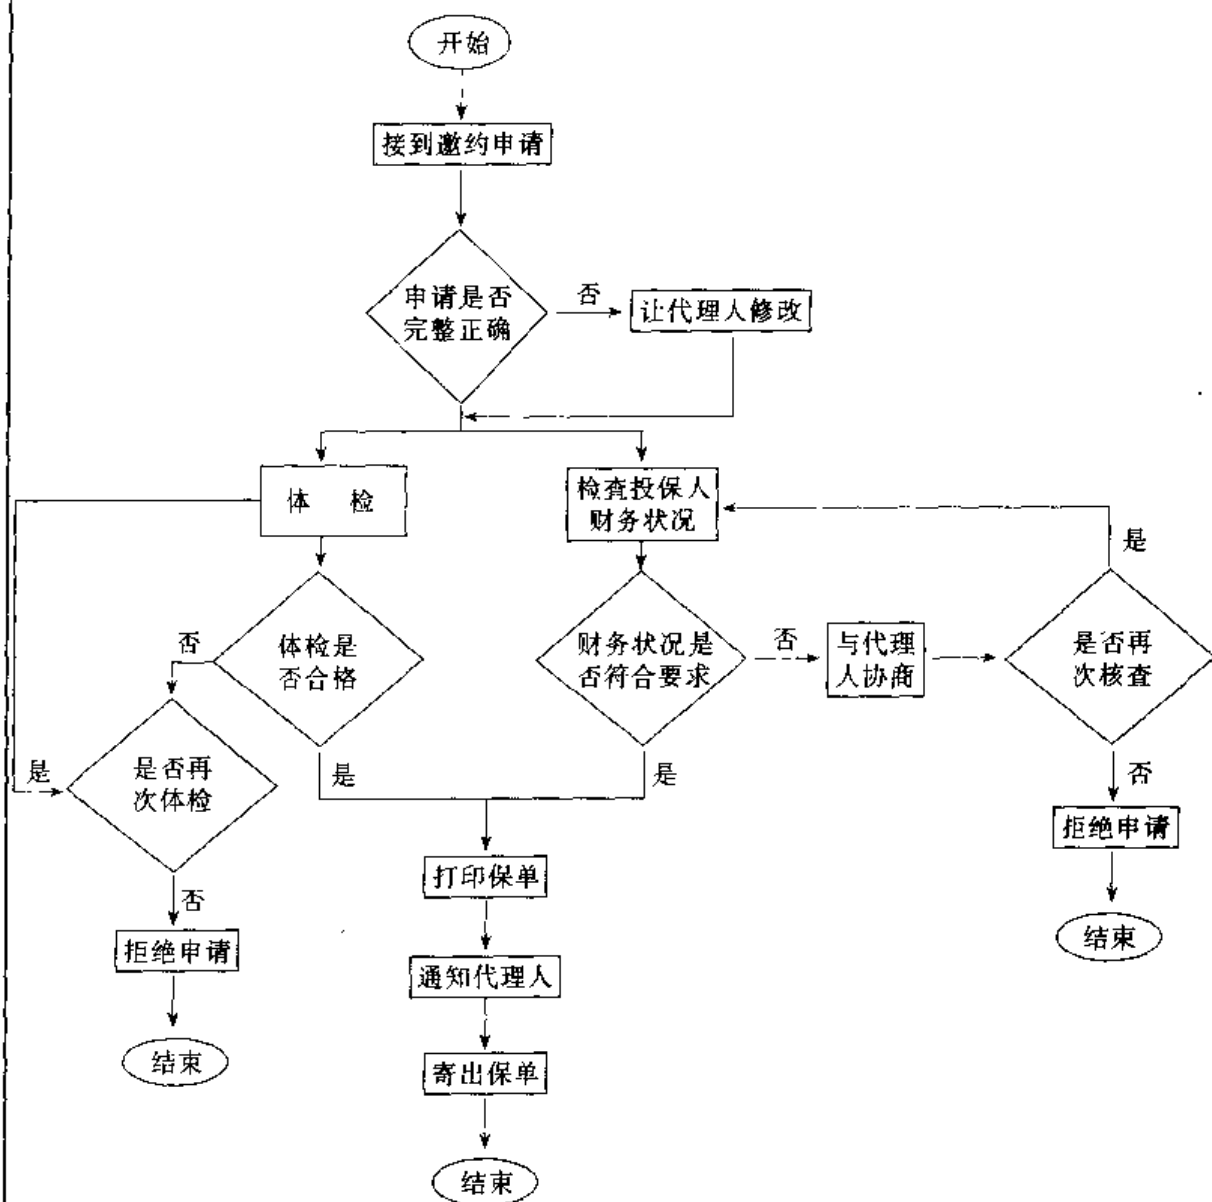 开始
接到邀约申请
申请是否
完整正确
否
让代理人修改
体 检
检查投保人
财务状况
是
否
体检是
否合格
财务状况是
否符合要求
否
与代理
人协商
是否再
次核查
是
是否再
次体检
是
是
否
拒绝申请
否
拒绝申请
结束
打印保单
通知代理人
寄出保单
结束
结束